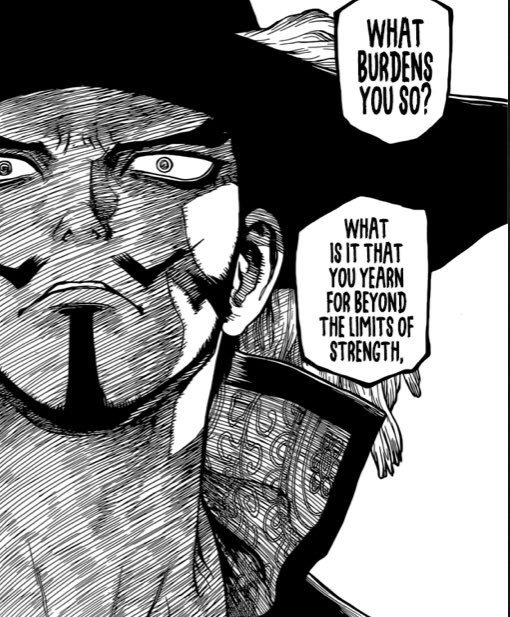 WHAT
BURDENS
YOU SO?
WHAT
IS IT THAT
YOU YEARN
FOR BEYOND
THE LIMITS OF
STRENGTH,